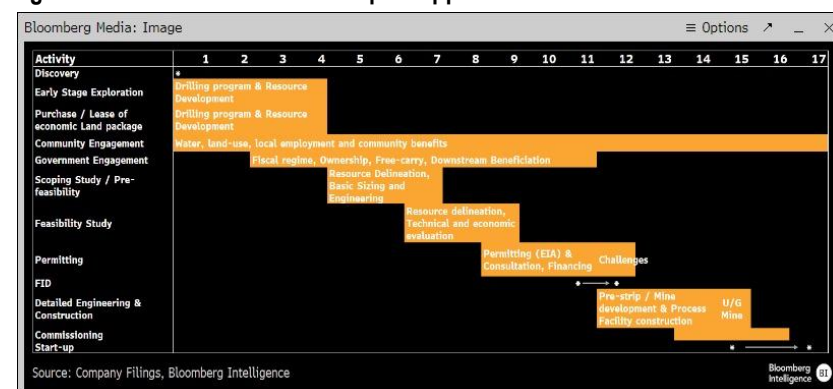 Bloomberg Media: Image
Options
Activity 1 2 3 4 5 6 7 8 9 10 11 12 13 14 15 16 17
Discovery
Early Stage Exploration
Drilling program & Resource
Development
Purchase / Lease of
economic Land package
Drilling program & Resource
Development
Community Engagement
Water, land-use, local employment and community benefits
Government Engagement
Fiscal regime, Ownership, Free-carry, Downstream Beneficiation
Scoping Study / Pre-
feasibility
Resource Delineation,
Basic Sizing and
Engineering
Feasibility Study
Resource delineation,
Technical and economic
evaluation
Permitting
Permitting (EIA) &
Consultation, Financing
Challenges
FID
Detailed Engineering &
Construction
Pre-strip / Mine
development & Process
Facility construction
U/G
Mine
Commissioning
Start-up
Source: Company Filings, Bloomberg Intelligence
Bloomberg
Intelligence
BI